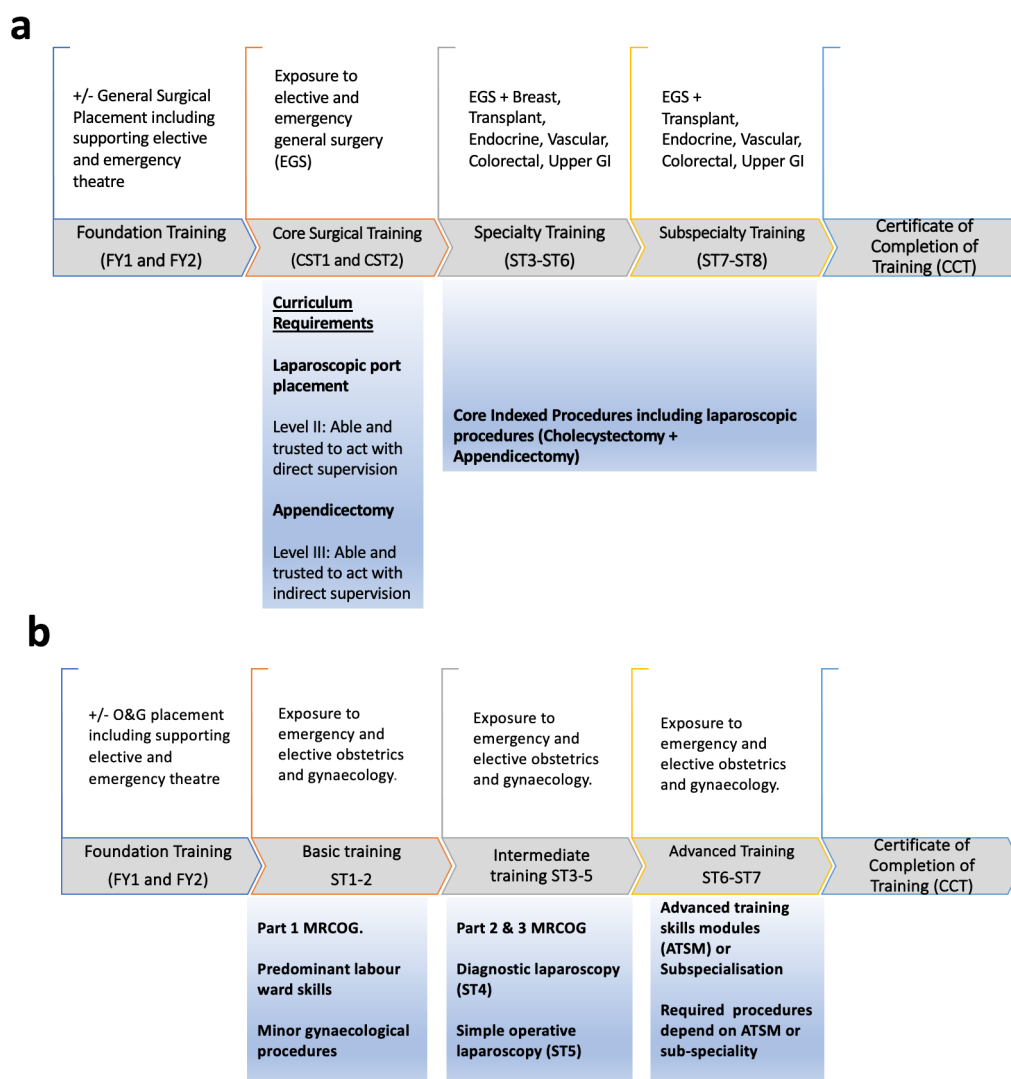 a
+/- General Surgical
Placement including
supporting elective
and emergency
theatre
Exposure to
elective and
emergency
general surgery
(EGS)
EGS + Breast,
Transplant,
Endocrine, Vascular,
Colorectal, Upper GI
EGS +
Transplant,
Endocrine, Vascular,
Colorectal, Upper GI
Foundation Training
(FY1 and FY2)
Core Surgical Training
(CST1 and CST2)
Specialty Training
(ST3-ST6)
Subspecialty Training
(ST7-ST8)
Certificate of
Completion of
Training (CCT)
Curriculum
Requirements
Laparoscopic port
placement
Level II: Able and
trusted to act with
direct supervision
Appendicectomy
Level III: Able and
trusted to act with
indirect supervision
Core Indexed Procedures including laparoscopic
procedures (Cholecystectomy +
Appendicectomy)
b
+/- O&G placement
including supporting
elective and
emergency theatre
Exposure to
emergency and
elective obstetrics
and gynaecology.
Exposure to
emergency and
elective obstetrics
and gynaecology.
Exposure to
emergency and
elective obstetrics
and gynaecology.
Foundation Training
(FY1 and FY2)
Basic training
ST1-2
Intermediate
training ST3-5
Advanced Training
ST6-ST7
Certificate of
Completion of
Training (CCT)
Part 1 MRCOG.
Predominant labour
ward skills
Minor gynaecological
procedures
Part 2 & 3 MRCOG
Diagnostic laparoscopy
(ST4)
Simple operative
laparoscopy (ST5)
Advanced training
skills modules
(ATSM) or
Subspecialisation
Required procedures
depend on ATSM or
sub-speciality